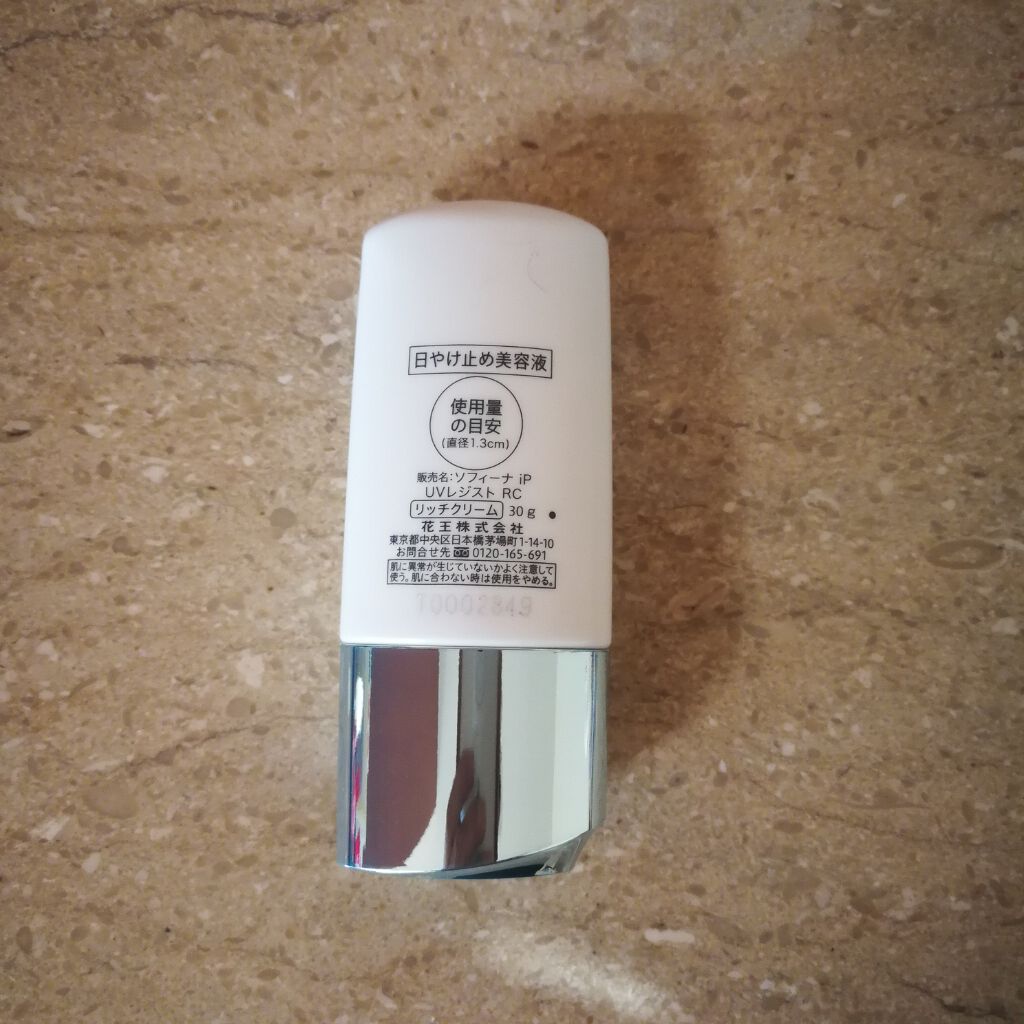 日やけ止め美容液
使用量
の目安
(直径1.3cm)
販売名:ソフィーナ iP
UVレジスト RC
リッチクリーム 30g
花王株式会社
東京都中央区日本橋茅場町1-14-10
お問合せ先 0120-165-691
肌に異常が生じていないかよく注意して
使う。肌に合わない時は使用をやめる。
T0002849